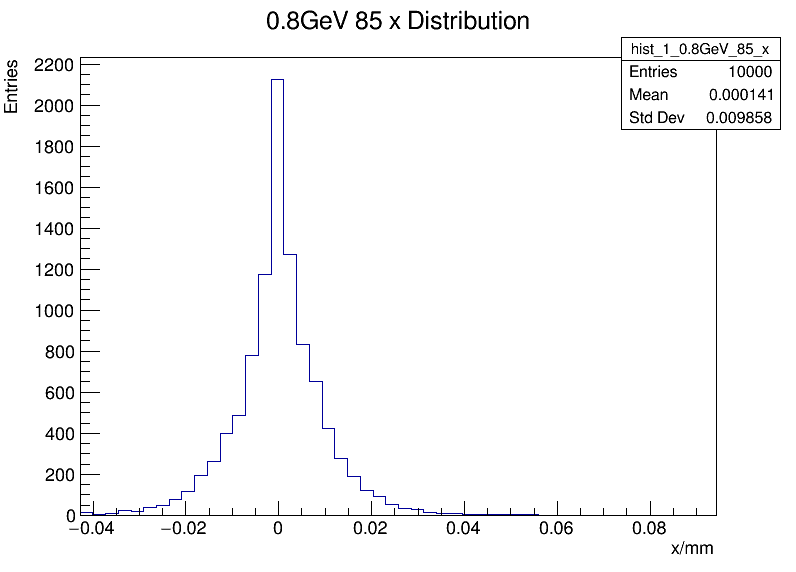 0.8GeV 85 x Distribution
hist_1_0.8GeV_85_x
Entries 10000
Mean 0.000141
Std Dev 0.009858
Entries
2200
2000
1800
1600
1400
1200
1000
800
600
400
200
0
−0.04 −0.02 0 0.02 0.04 0.06 0.08
x/mm